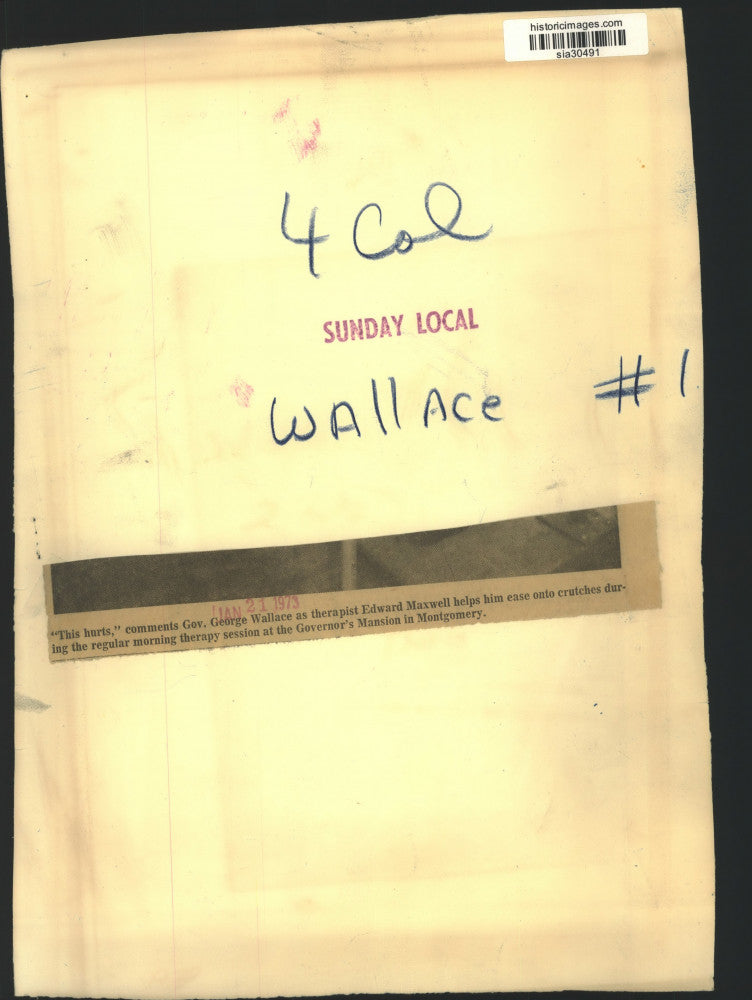 historicimages.com
sia30491
4 Col
SUNDAY LOCAL
Wallace #1
JAN 21 1973
"This hurts," comments Gov. George Wallace as therapist Edward Maxwell helps him ease onto crutches dur-
ing the regular morning therapy session at the Governor's Mansion in Montgomery.